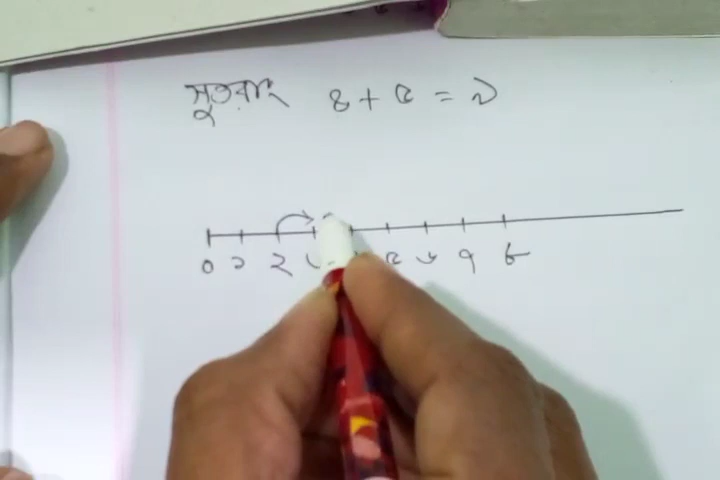 সুতরাং ৪ + ৫ = ৯
০ ১ ২ ৫ ৬ ৭ ৮